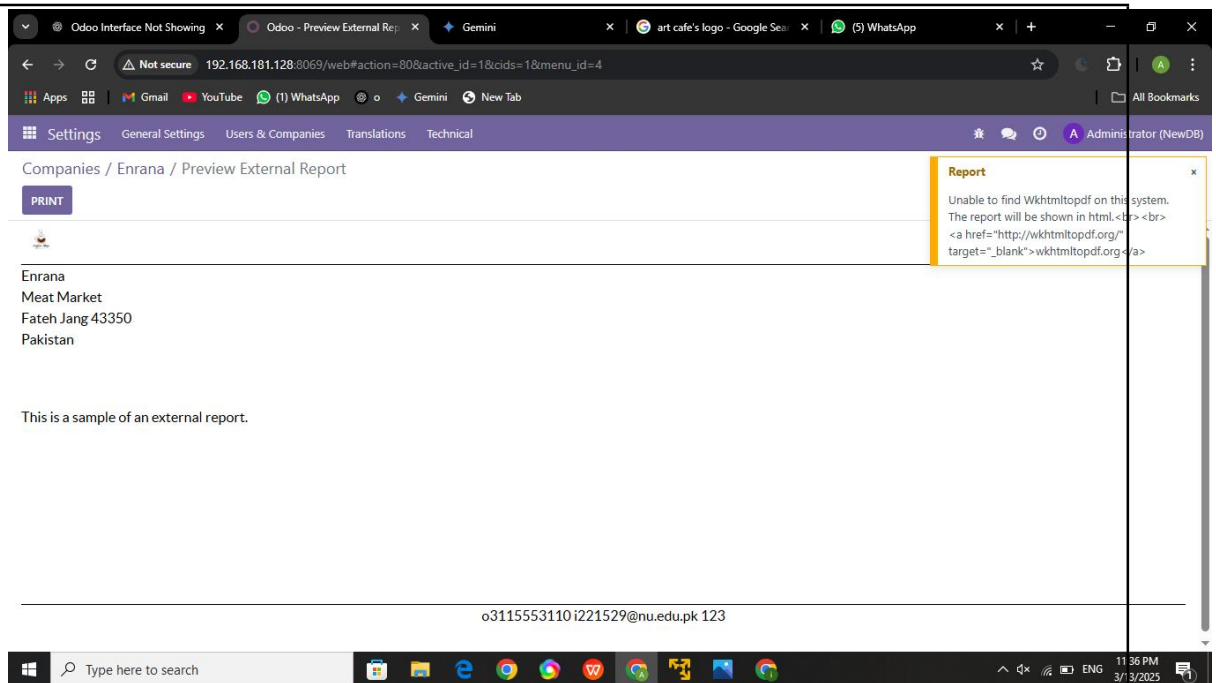 Odoo Interface Not Showing
Odoo - Preview External Rep
Gemini
art cafe's logo - Google Sear
(5) WhatsApp
Not secure 192.168.181.128:8069/web#action=80&active_id=1&cids=1&menu_id=4
A
Apps Gmail YouTube (1) WhatsApp o Gemini New Tab All Bookmarks
Settings General Settings Users & Companies Translations Technical A Administrator (NewDB)
Companies / Enrana / Preview External Report
PRINT
Report
Unable to find Wkhtmltopdf on this system.
The report will be shown in html.<br><br>
<a href="http://wkhtmltopdf.org/"
target="_blank">wkhtmltopdf.org</a>
Enrana
Meat Market
Fateh Jang 43350
Pakistan
This is a sample of an external report.
o3115553110 i221529@nu.edu.pk 123
Type here to search
ENG
11:36 PM
3/13/2025